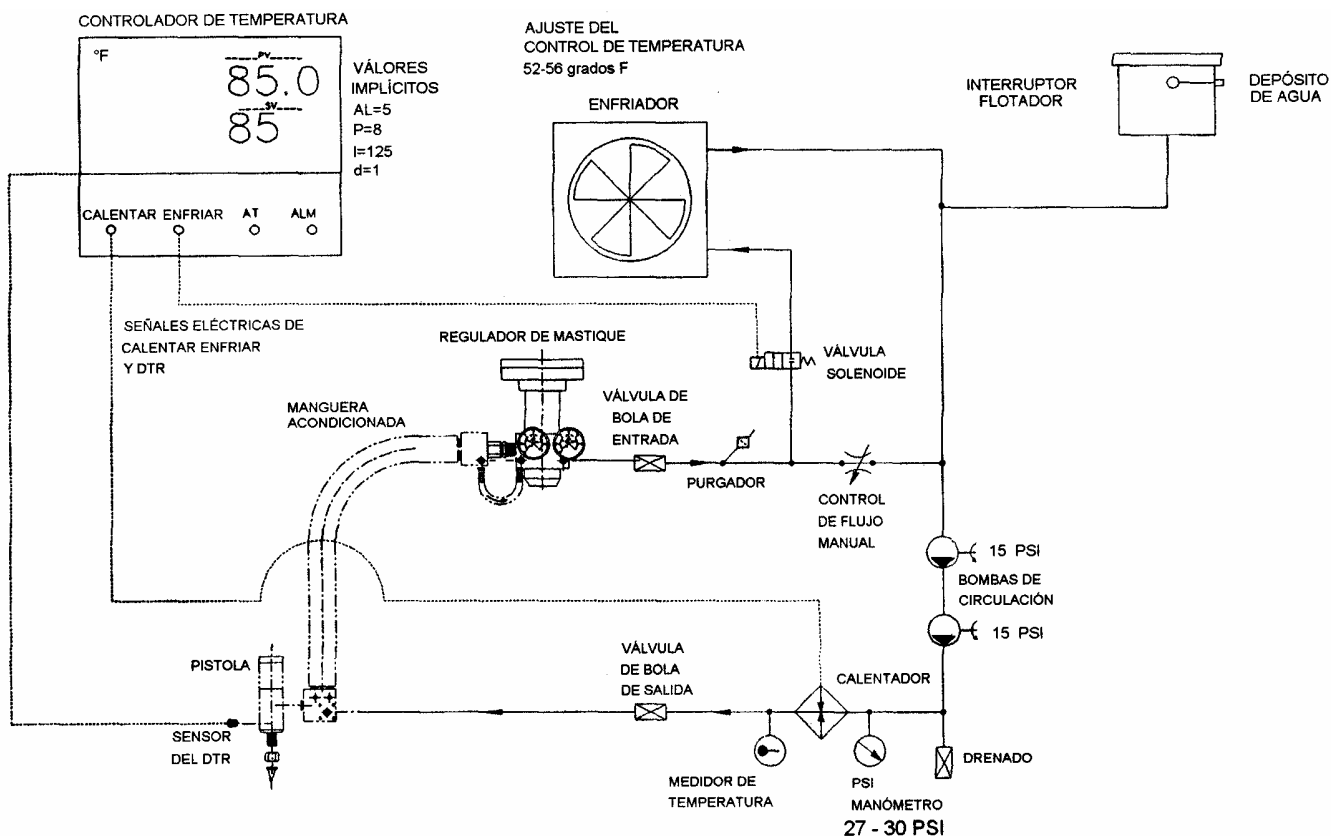 CONTROLADOR DE TEMPERATURA
°F
PV
85.0
SV
85
VÁLORES
IMPLÍCITOS
AL=5
P=8
I=125
d=1
CALENTAR ENFRIAR AT ALM
AJUSTE DEL
CONTROL DE TEMPERATURA
52-56 grados F
ENFRIADOR
INTERRUPTOR
FLOTADOR
DEPÓSITO
DE AGUA
SEÑALES ELÉCTRICAS DE
CALENTAR ENFRIAR
Y DTR
REGULADOR DE MASTIQUE
VÁLVULA
SOLENOIDE
MANGUERA
ACONDICIONADA
VÁLVULA DE
BOLA DE
ENTRADA
PURGADOR
CONTROL
DE FLUJO
MANUAL
15 PSI
BOMBAS DE
CIRCULACIÓN
15 PSI
PISTOLA
VÁLVULA
DE BOLA
DE SALIDA
CALENTADOR
SENSOR
DEL DTR
DRENADO
MEDIDOR DE
TEMPERATURA
PSI
MANÓMETRO
27 - 30 PSI